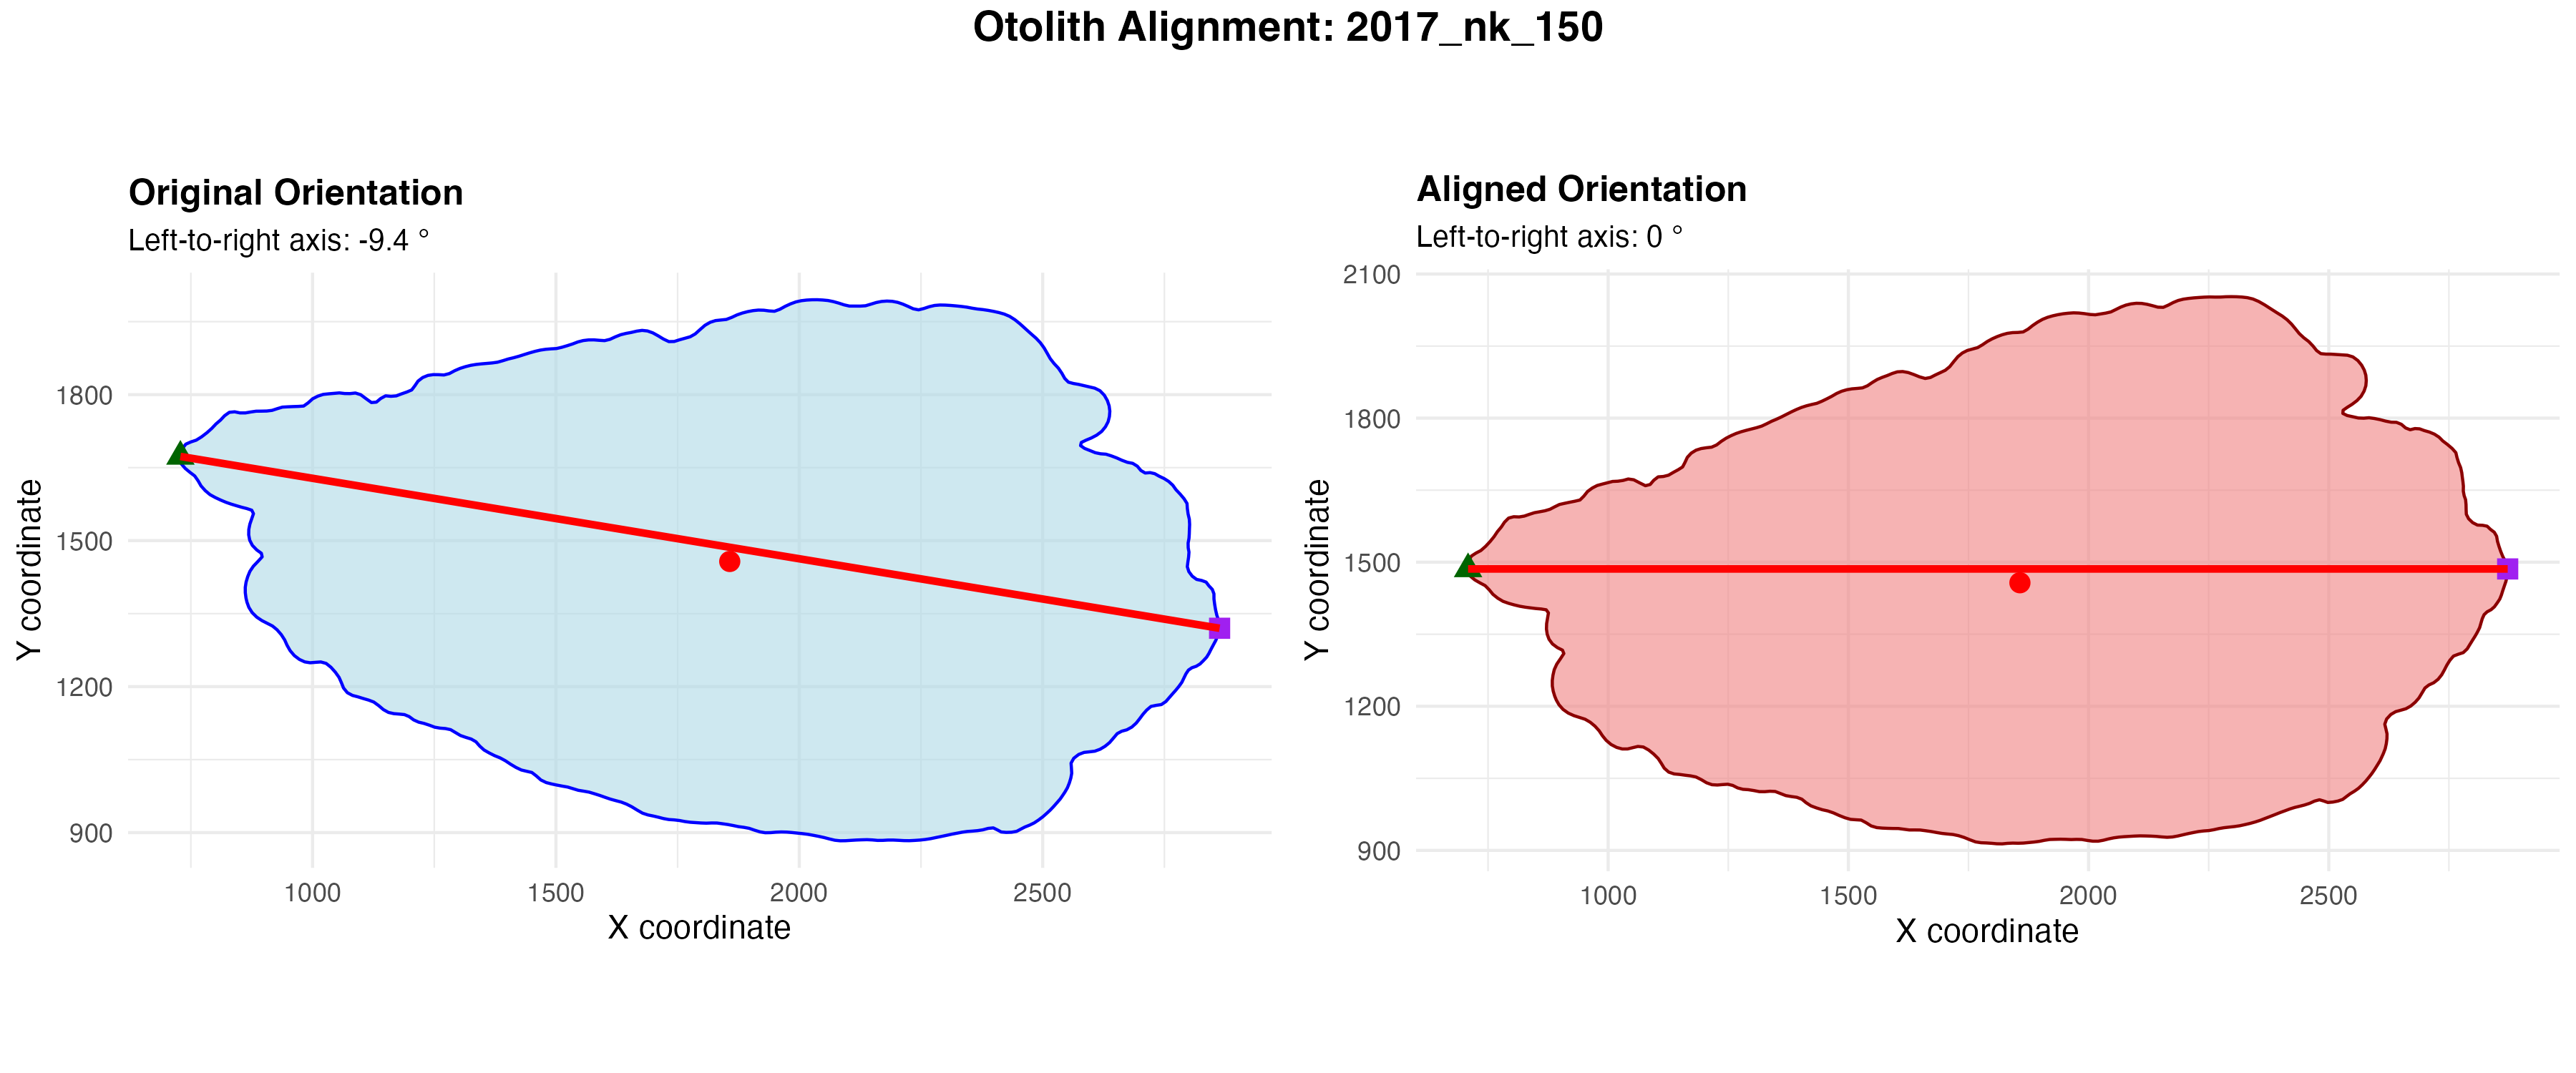 Otolith Alignment: 2017_nk_150
Original Orientation
Left-to-right axis: -9.4 °
Y coordinate
1800
1500
1200
900
1000 1500 2000 2500
X coordinate
Aligned Orientation
Left-to-right axis: 0 °
Y coordinate
2100
1800
1500
1200
900
1000 1500 2000 2500
X coordinate